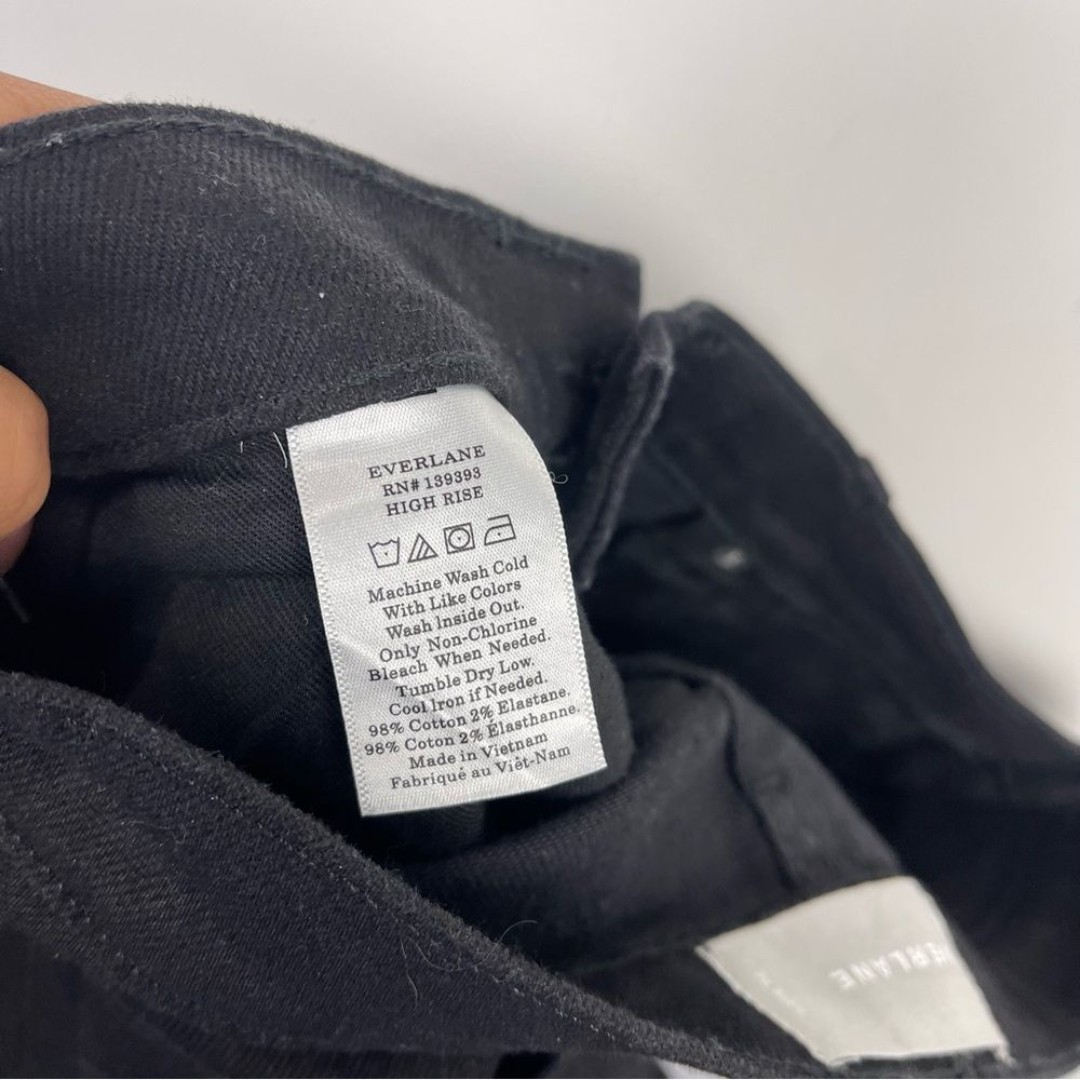 EVERLANE
RN# 139393
HIGH RISE
Machine Wash Cold
With Like Colors
Wash Inside Out.
Only Non-Chlorine
Bleach When Needed.
Tumble Dry Low.
Cool Iron if Needed.
98% Cotton 2% Elastane.
98% Coton 2% Élasthanne.
Made in Vietnam
Fabriqué au Viêt-Nam
VERLANE